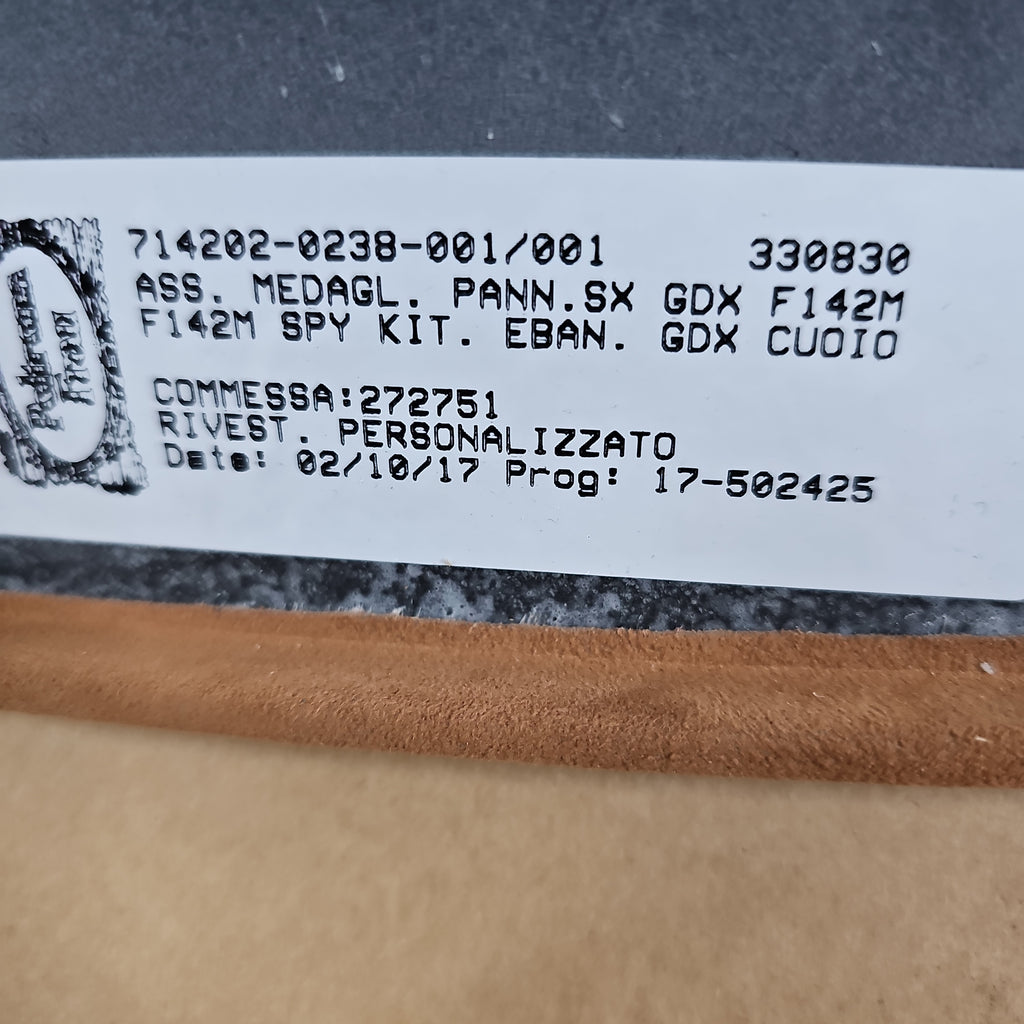 714202-0238-001/001 330830
ASS. MEDAGL. PANN.SX GDX F142M
F142M SPY KIT. EBAN. GDX CUOIO
COMMESSA:272751
RIVEST. PERSONALIZZATO
Date: 02/10/17 Prog: 17-502425